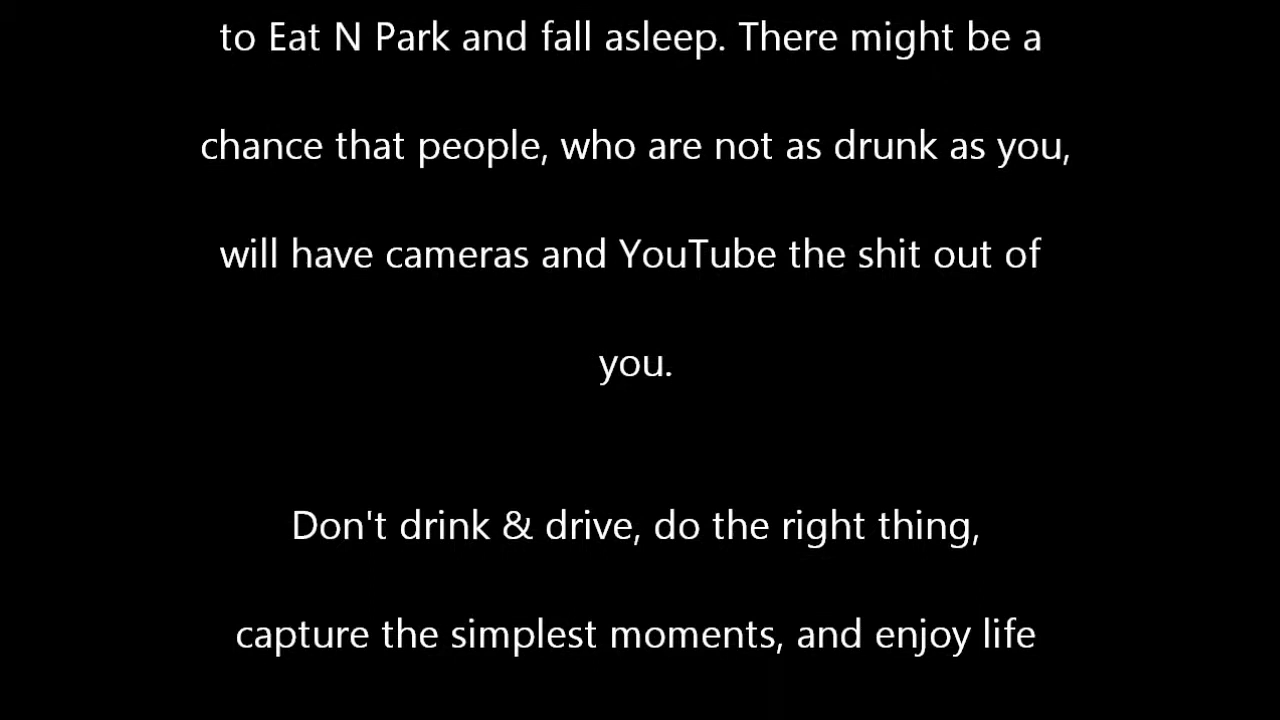 to Eat N Park and fall asleep. There might be a
chance that people, who are not as drunk as you,
will have cameras and YouTube the shit out of
you.
Don't drink & drive, do the right thing,
capture the simplest moments, and enjoy life